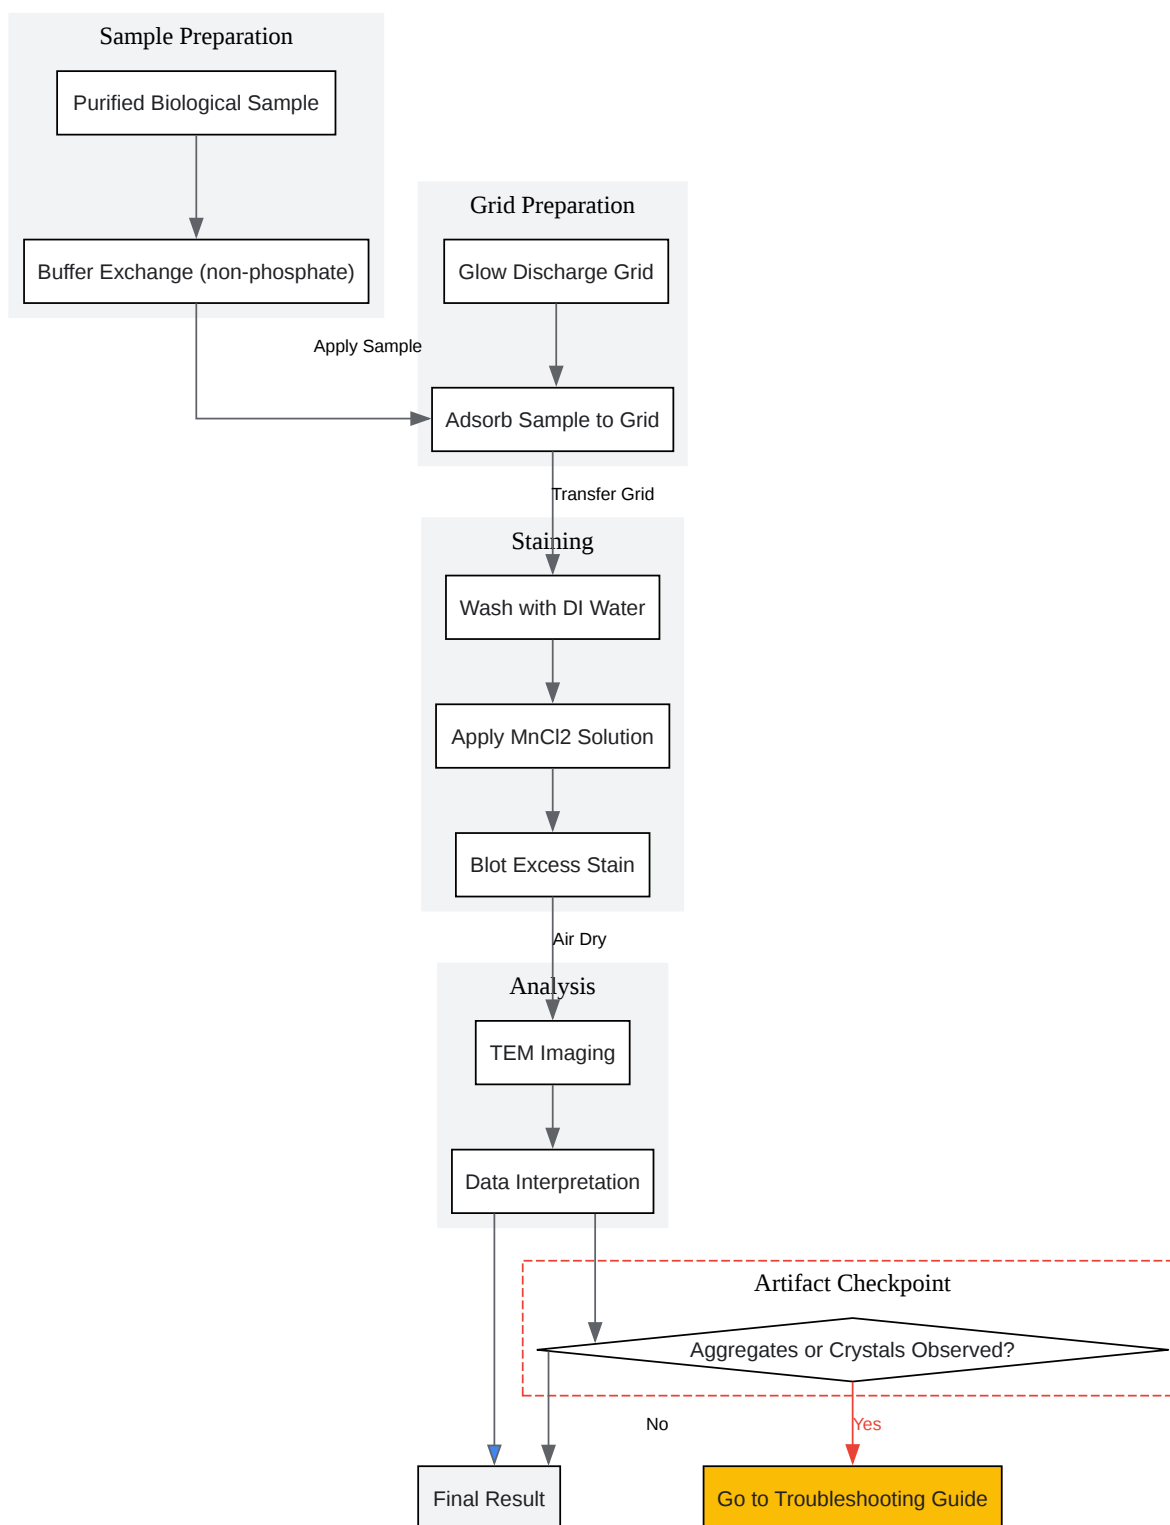 Sample Preparation
Purified Biological Sample
Buffer Exchange (non-phosphate)
Grid Preparation
Glow Discharge Grid
Apply Sample
Adsorb Sample to Grid
Transfer Grid
Staining
Wash with DI Water
Apply MnCl2 Solution
Blot Excess Stain
Air Dry
Analysis
TEM Imaging
Data Interpretation
Artifact Checkpoint
Aggregates or Crystals Observed?
No
Yes
Final Result
Go to Troubleshooting Guide